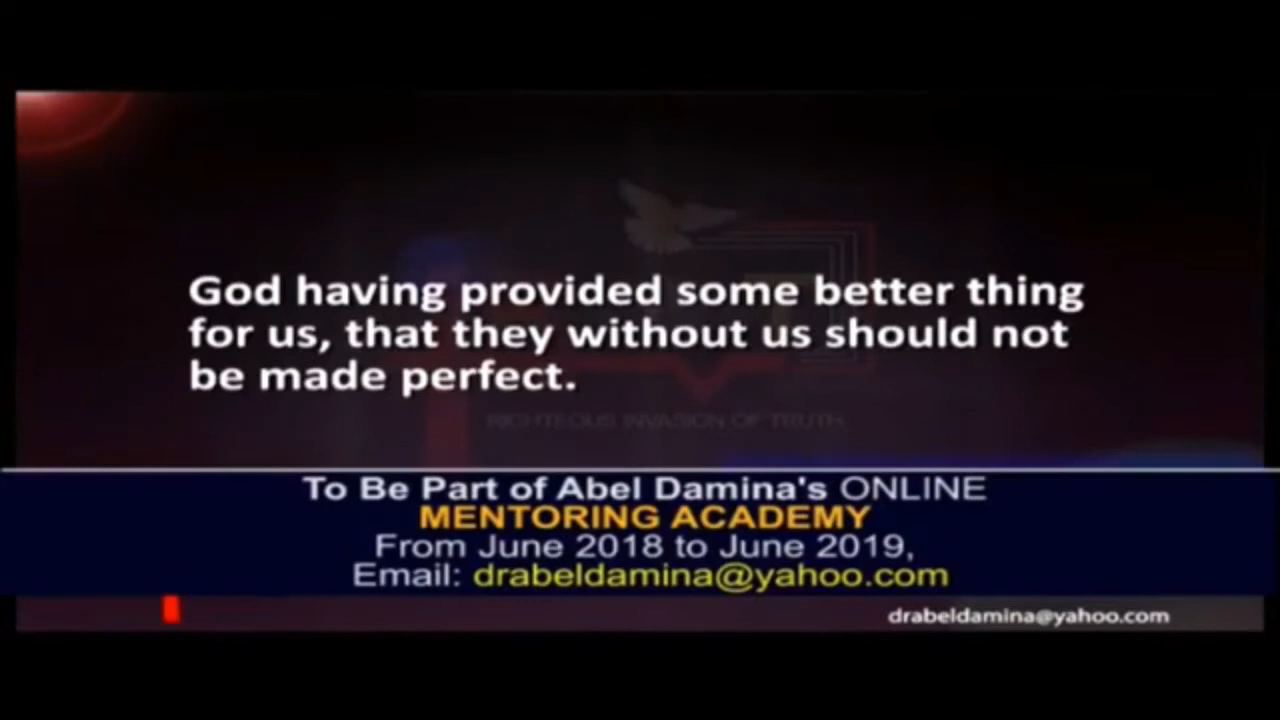 God having provided some better thing
for us, that they without us should not
be made perfect.
RIGHTEOUS INVASION OF TRUTH
To Be Part of Abel Damina's ONLINE
MENTORING ACADEMY
From June 2018 to June 2019,
Email: drabeldamina@yahoo.com
drabeldamina@yahoo.com